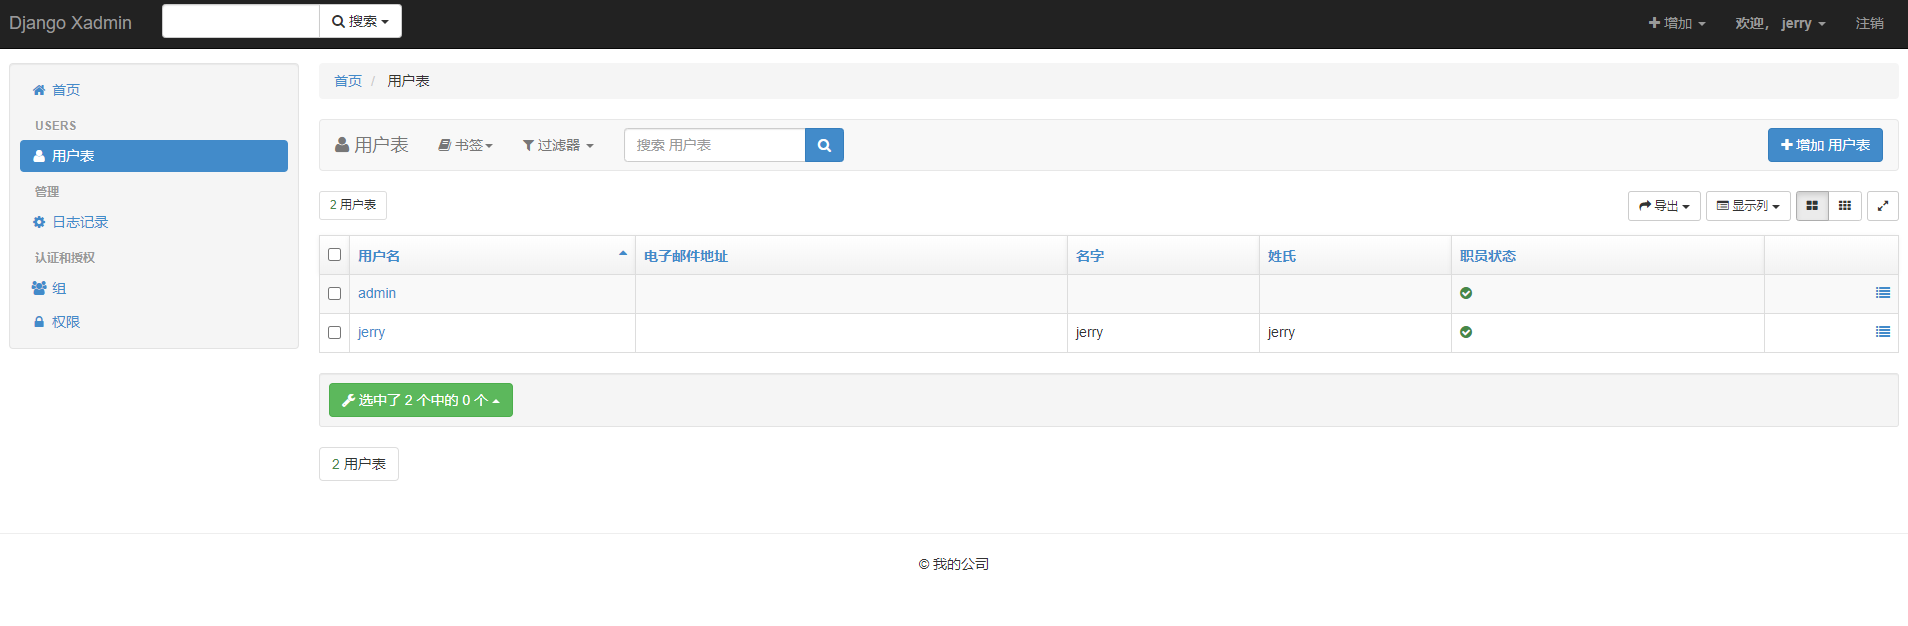 Django Xadmin 搜索 增加 欢迎， jerry 注销
首页
USERS
用户表
管理
日志记录
认证和授权
组
权限
首页 / 用户表
用户表 书签 过滤器 搜索 用户表 增加 用户表
2 用户表 导出 显示列
用户名 电子邮件地址 名字 姓氏 职员状态
admin
jerry jerry jerry
选中了 2 个中的 0 个
2 用户表
© 我的公司